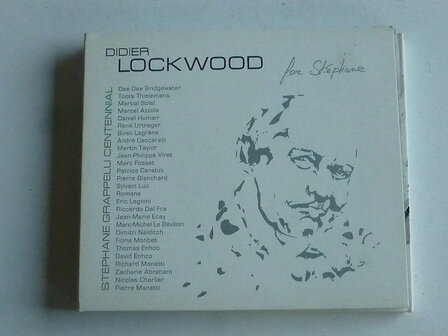 DIDIER
LOCKWOOD
for Stéphane
STEPHANE GRAPPELLI CENTENNIAL
Dee Dee Bridgewater
Toots Thielemans
Martial Solal
Marcel Azzola
Daniel Humair
René Urtreger
Bireli Lagrène
André Ceccarelli
Martin Taylor
Jean-Philippe Viret
Marc Fosset
Patrice Caratini
Pierre Blanchard
Sylvain Luc
Romane
Eric Legnini
Riccardo Del Fra
Jean-Marie Ecay
Marc-Michel Le Bévillon
Dimitri Naïditch
Fiona Monbet
Thomas Enhco
David Enhco
Richard Manetti
Zacharie Abraham
Nicolas Charlier
Pierre Manetti